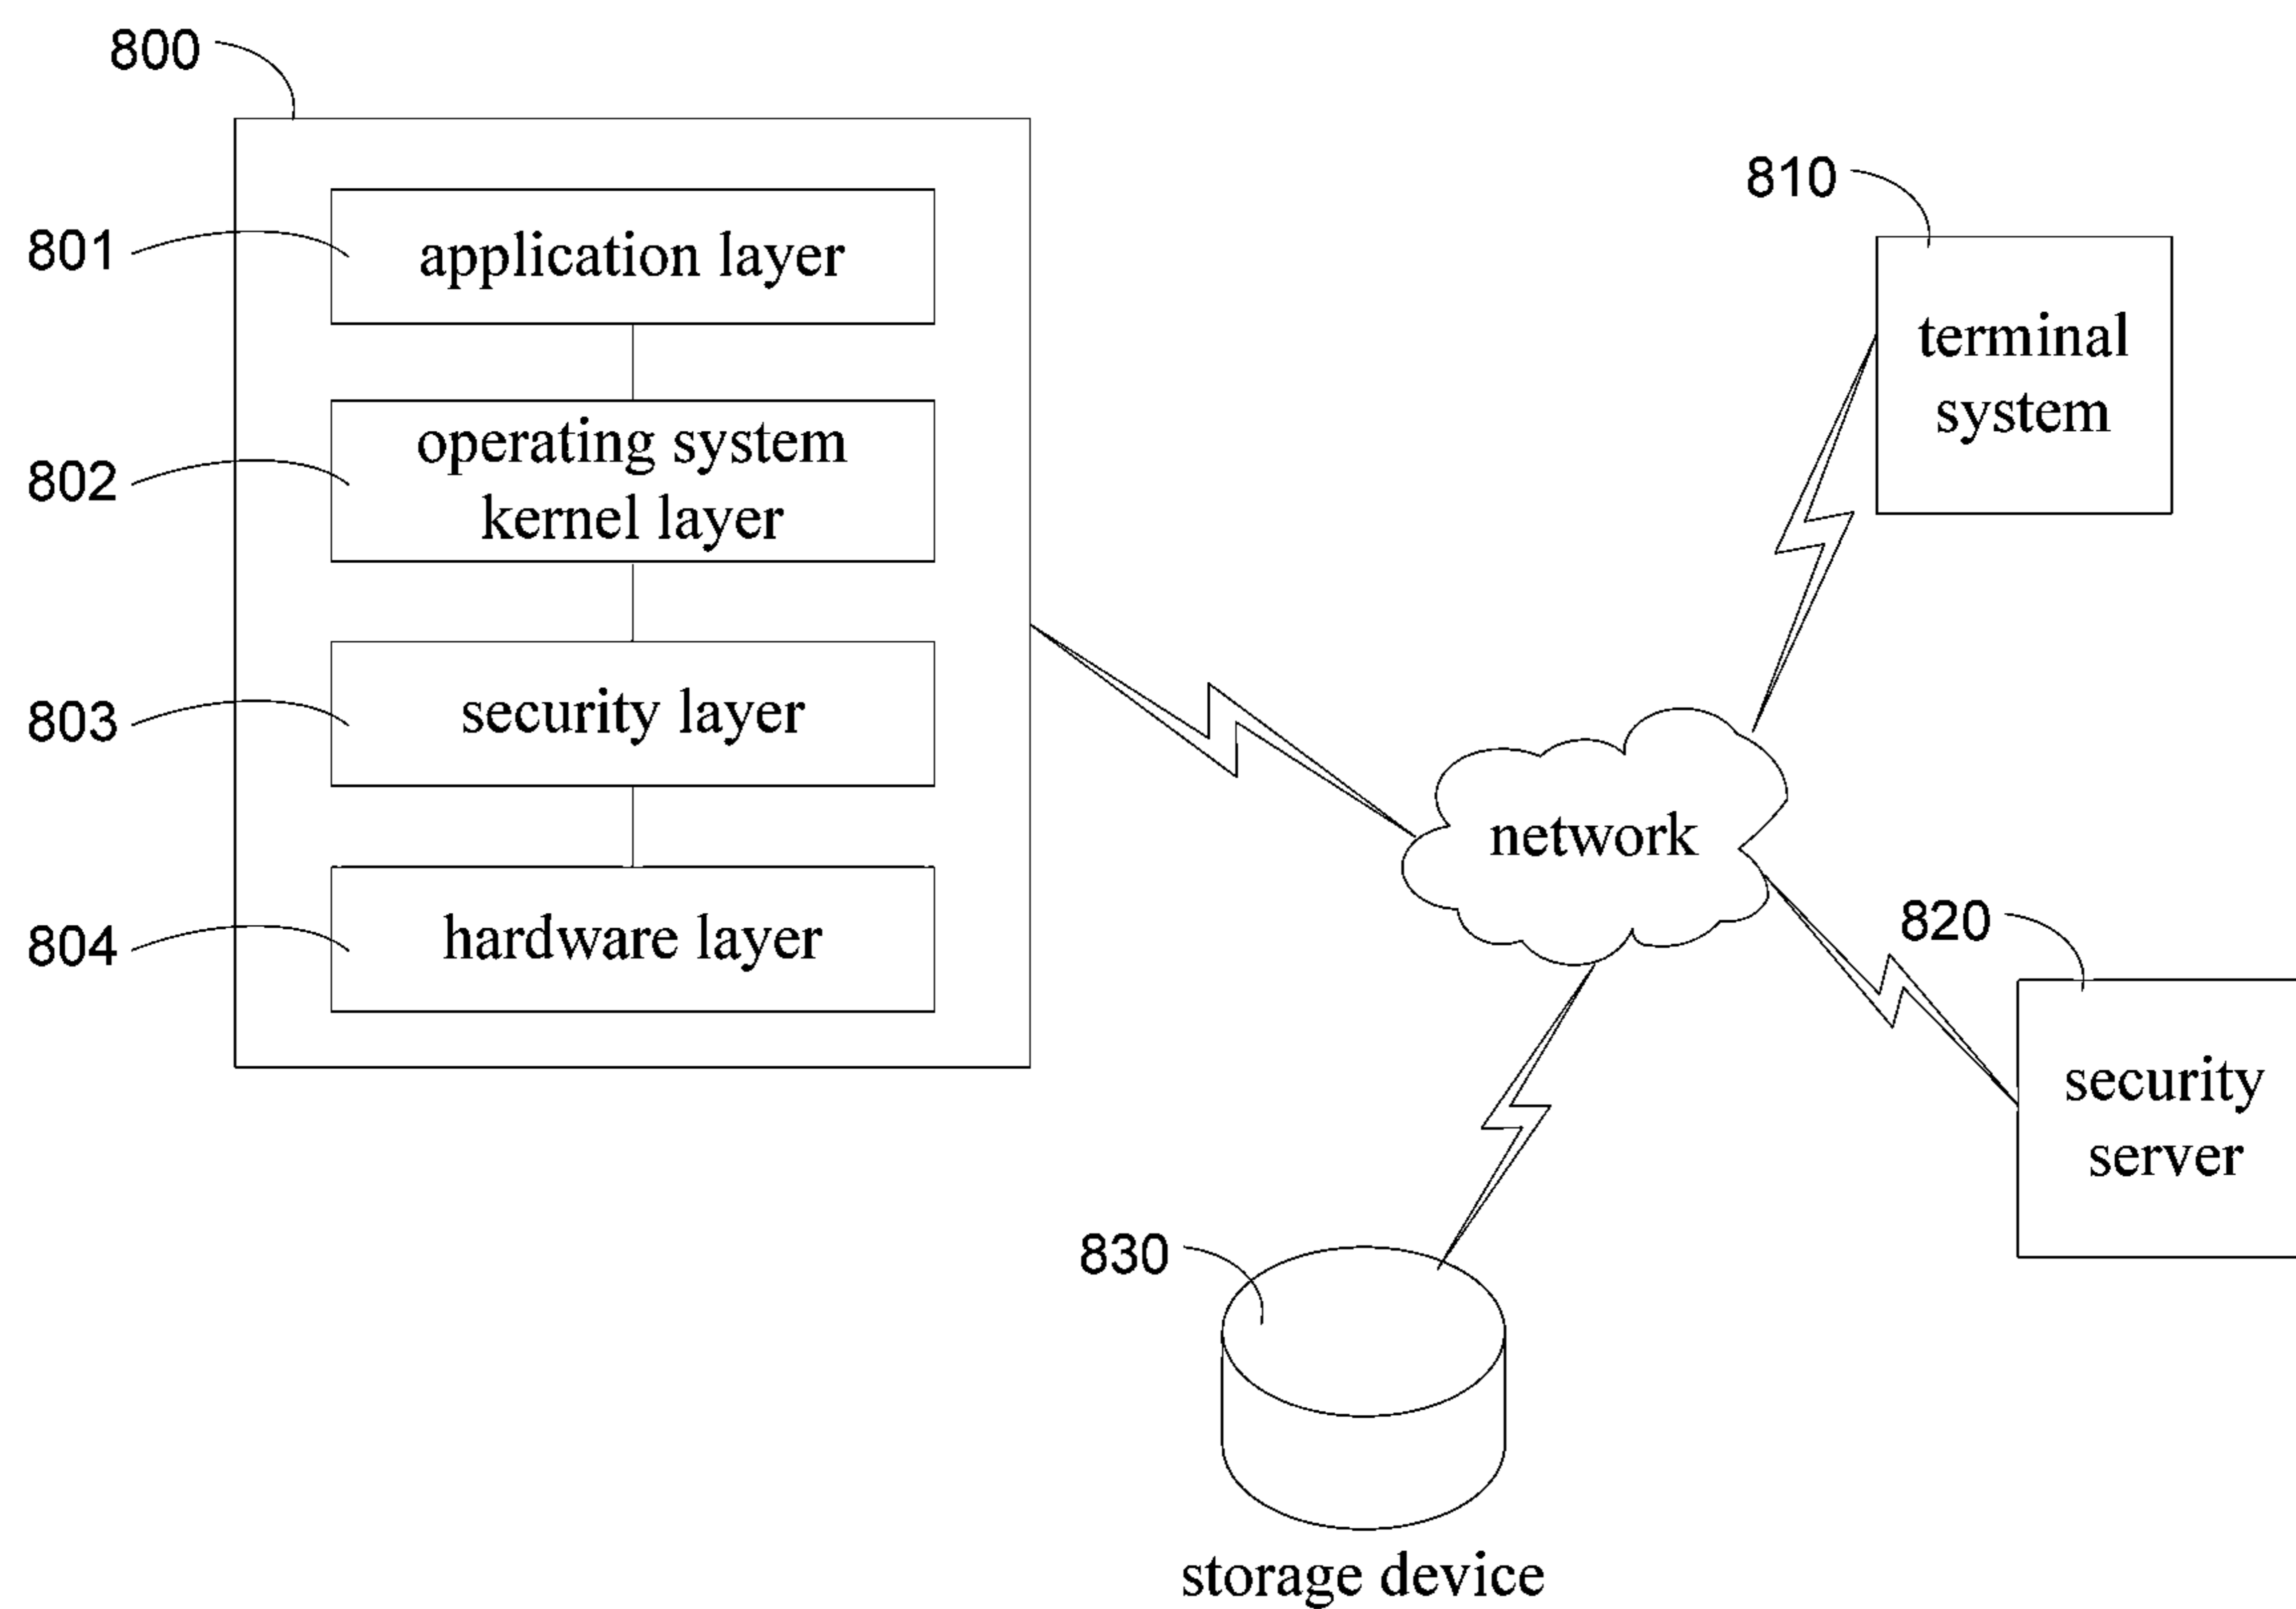 800
801
application layer
802
operating system
kernel layer
803
security layer
804
hardware layer
810
terminal
system
network
820
security
server
830
storage device